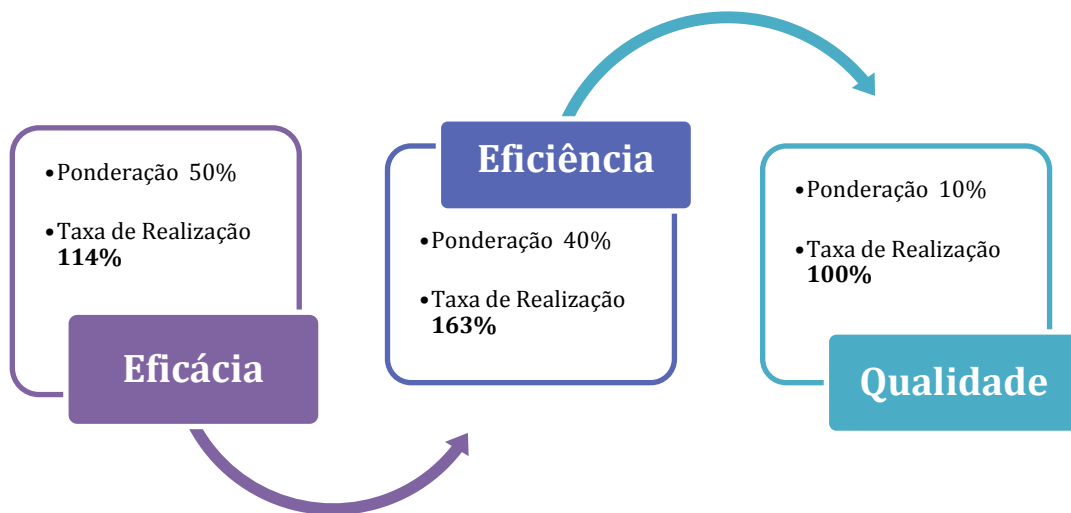 •Ponderação 50%
•Taxa de Realização
114%
Eficácia
Eficiência
•Ponderação 40%
•Taxa de Realização
163%
•Ponderação 10%
•Taxa de Realização
100%
Qualidade